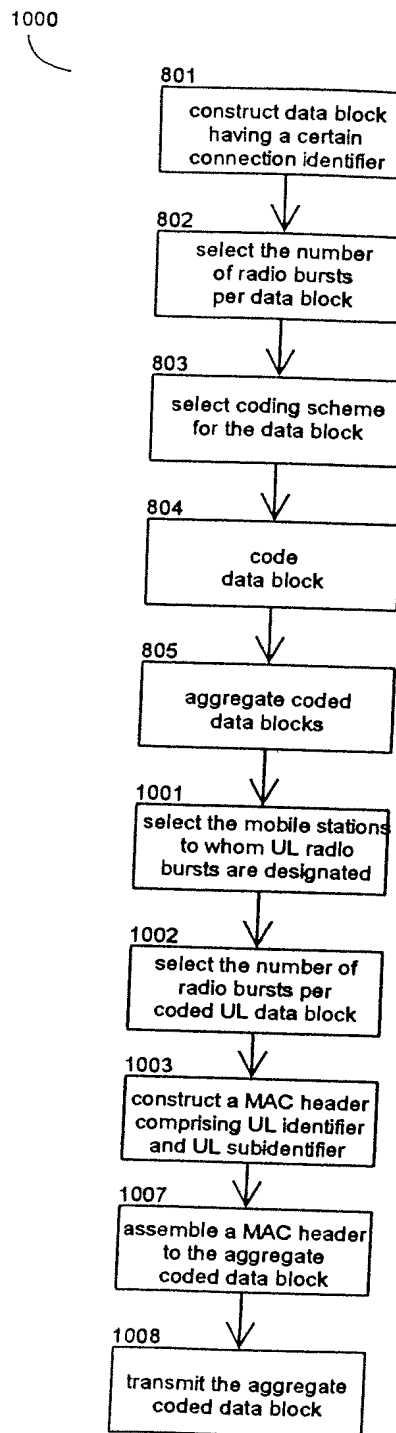 1000
801
construct data block
having a certain
connection identifier
802
select the number
of radio bursts
per data block
803
select coding scheme
for the data block
804
code
data block
805
aggregate coded
data blocks
1001
select the mobile stations
to whom UL radio
bursts are designated
1002
select the number of
radio bursts per
coded UL data block
1003
construct a MAC header
comprising UL identifier
and UL subidentifier
1007
assemble a MAC header
to the aggregate
coded data block
1008
transmit the aggregate
coded data block